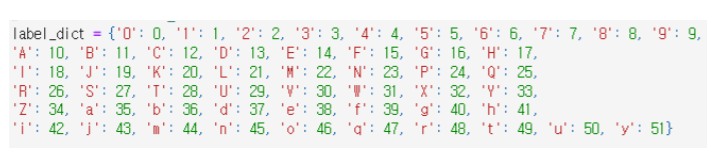 label_dict = {'0': 0, '1': 1, '2': 2, '3': 3, '4': 4, '5': 5, '6': 6, '7': 7, '8': 8, '9': 9,
'A': 10, 'B': 11, 'C': 12, 'D': 13, 'E': 14, 'F': 15, 'G': 16, 'H': 17,
'I': 18, 'J': 19, 'K': 20, 'L': 21, 'M': 22, 'N': 23, 'P': 24, 'Q': 25,
'R': 26, 'S': 27, 'T': 28, 'U': 29, 'V': 30, 'W': 31, 'X': 32, 'Y': 33,
'Z': 34, 'a': 35, 'b': 36, 'd': 37, 'e': 38, 'f': 39, 'g': 40, 'h': 41,
'i': 42, 'j': 43, 'm': 44, 'n': 45, 'o': 46, 'q': 47, 'r': 48, 't': 49, 'u': 50, 'y': 51}